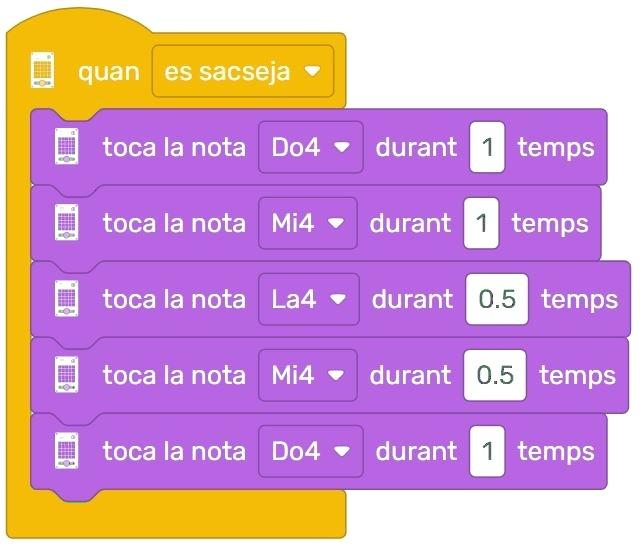 quan es sacseja
toca la nota Do4 durant 1 temps
toca la nota Mi4 durant 1 temps
toca la nota La4 durant 0.5 temps
toca la nota Mi4 durant 0.5 temps
toca la nota Do4 durant 1 temps